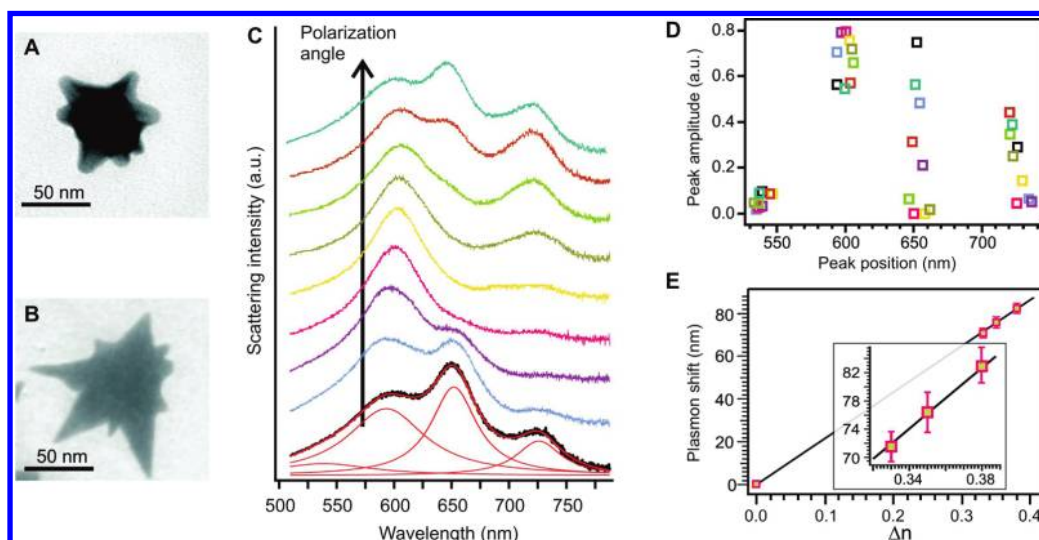 A
50 nm
B
50 nm
C
Polarization
angle
Scattering intensitty (a.u.)
500 550 600 650 700 750
Wavelength (nm)
D
Peak amplitude (a.u.)
0.8
0.6
0.4
0.2
0.0
550 600 650 700
Peak position (nm)
E
Plasmon shift (nm)
80
60
40
20
0
0.0 0.1 0.2 0.3 0.4
Δn
82
78
74
70
0.34 0.38